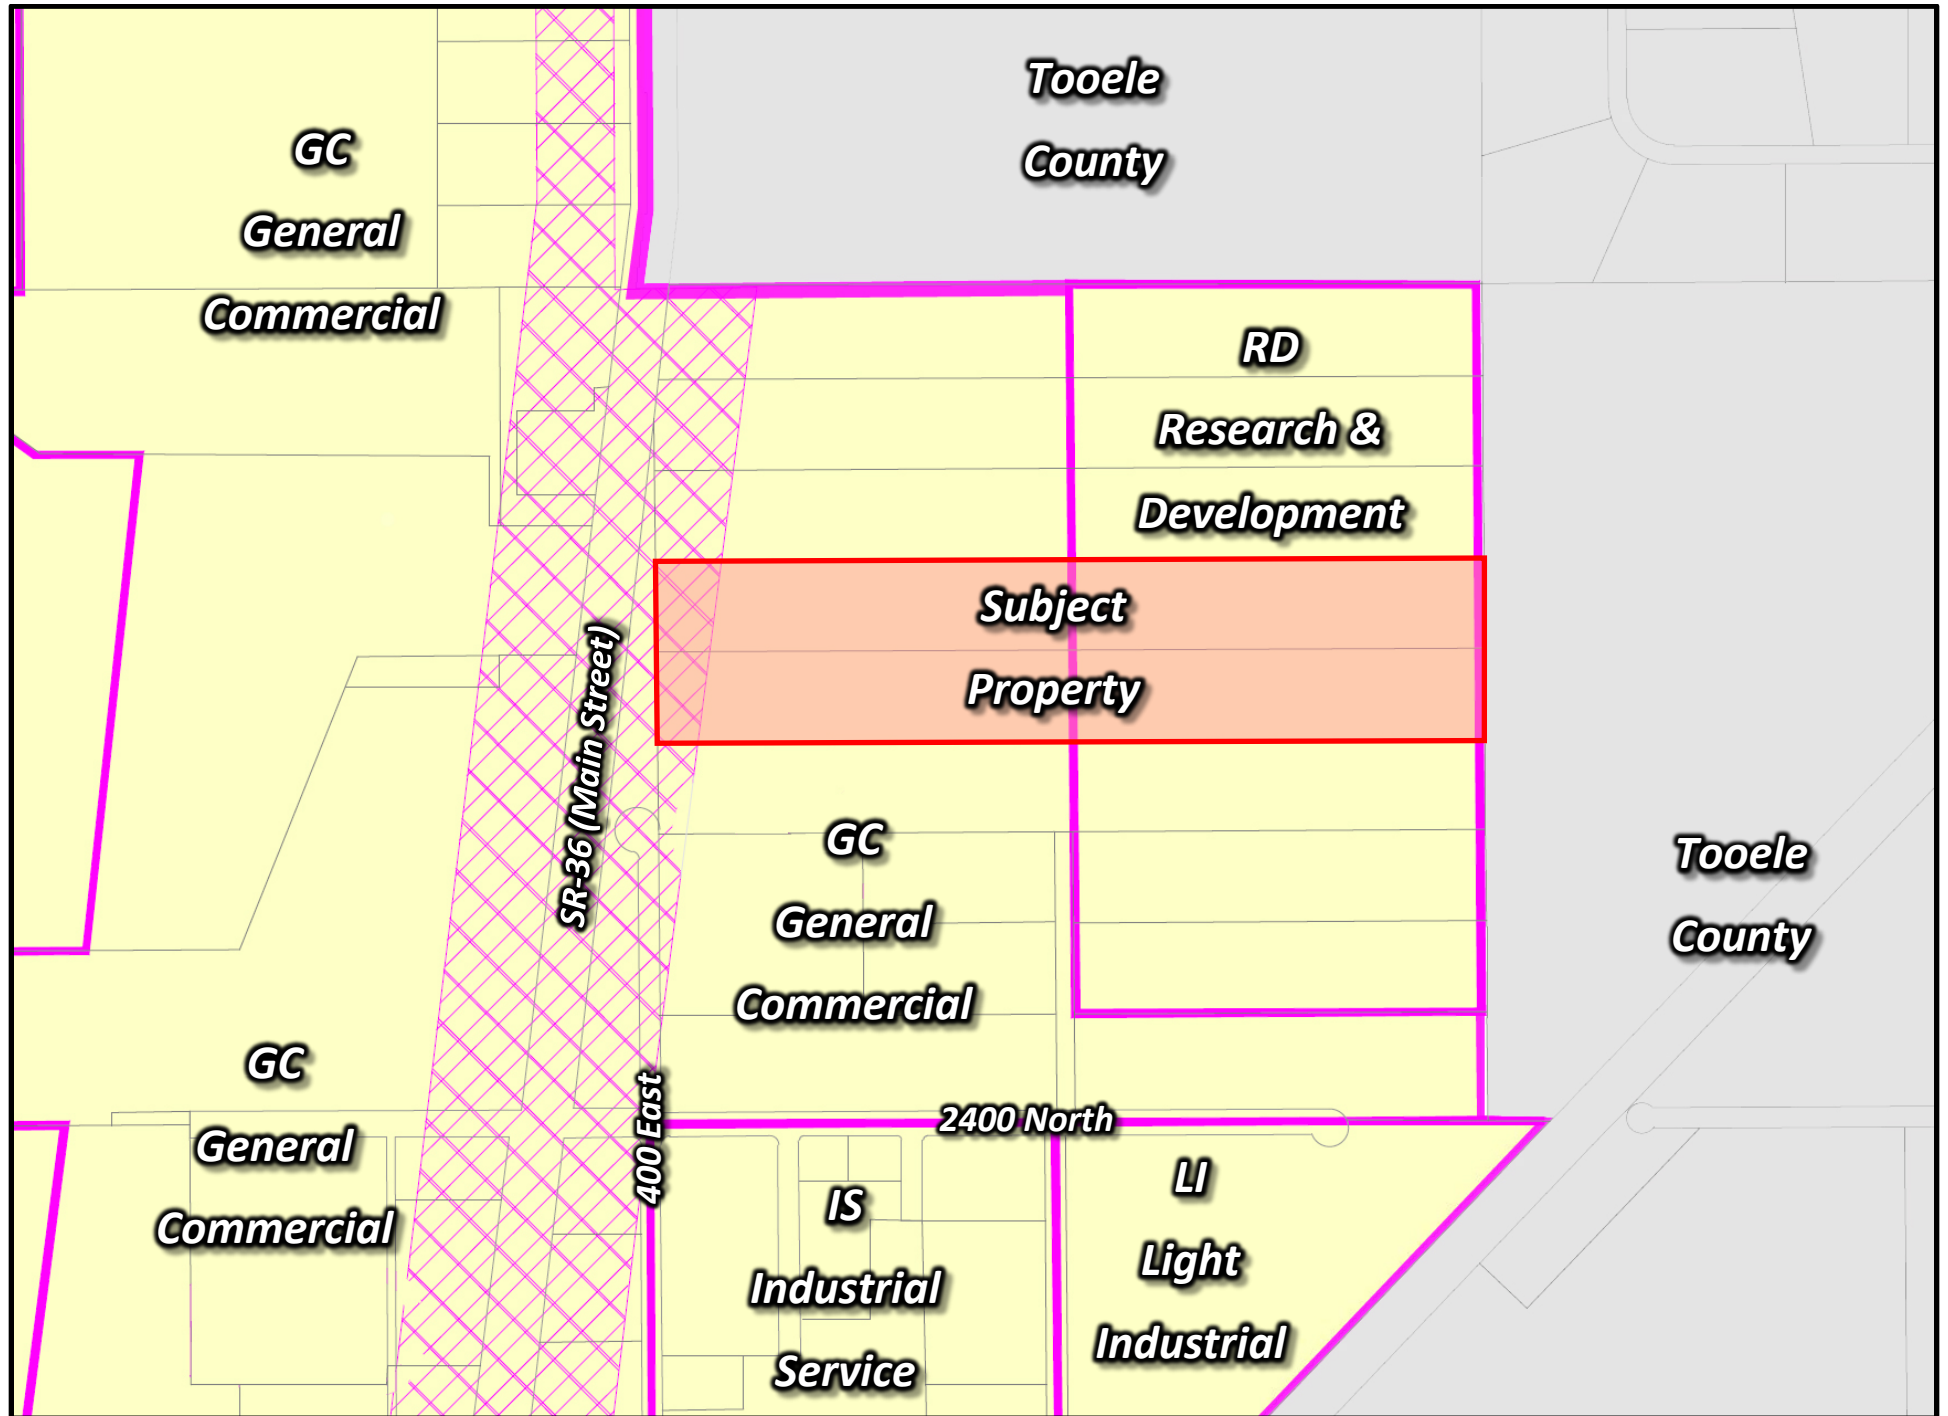 Tooele
County
GC
General
Commercial
RD
Research &
Development
Subject
Property
SR-36 (Main Street)
GC
General
Commercial
Tooele
County
GC
General
Commercial
400 East
2400 North
IS
Industrial
Service
LI
Light
Industrial